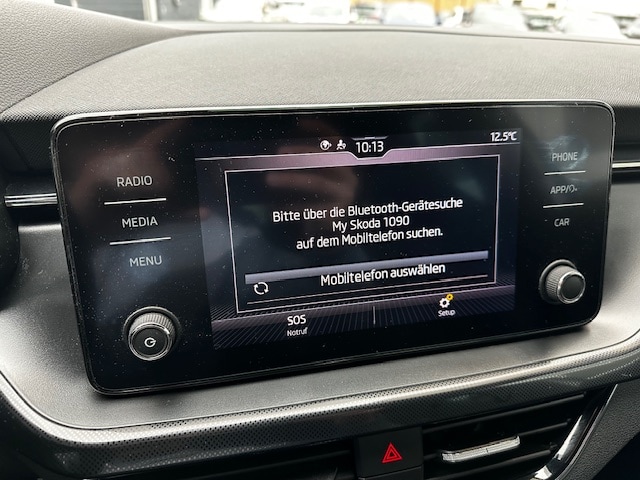 10:13
12.5°C
RADIO
MEDIA
MENU
PHONE
APP/
CAR
Bitte über die Bluetooth-Gerätesuche
My Skoda 1090
auf dem Mobiltelefon suchen.
Mobiltelefon auswählen
SOS
Notruf
Setup